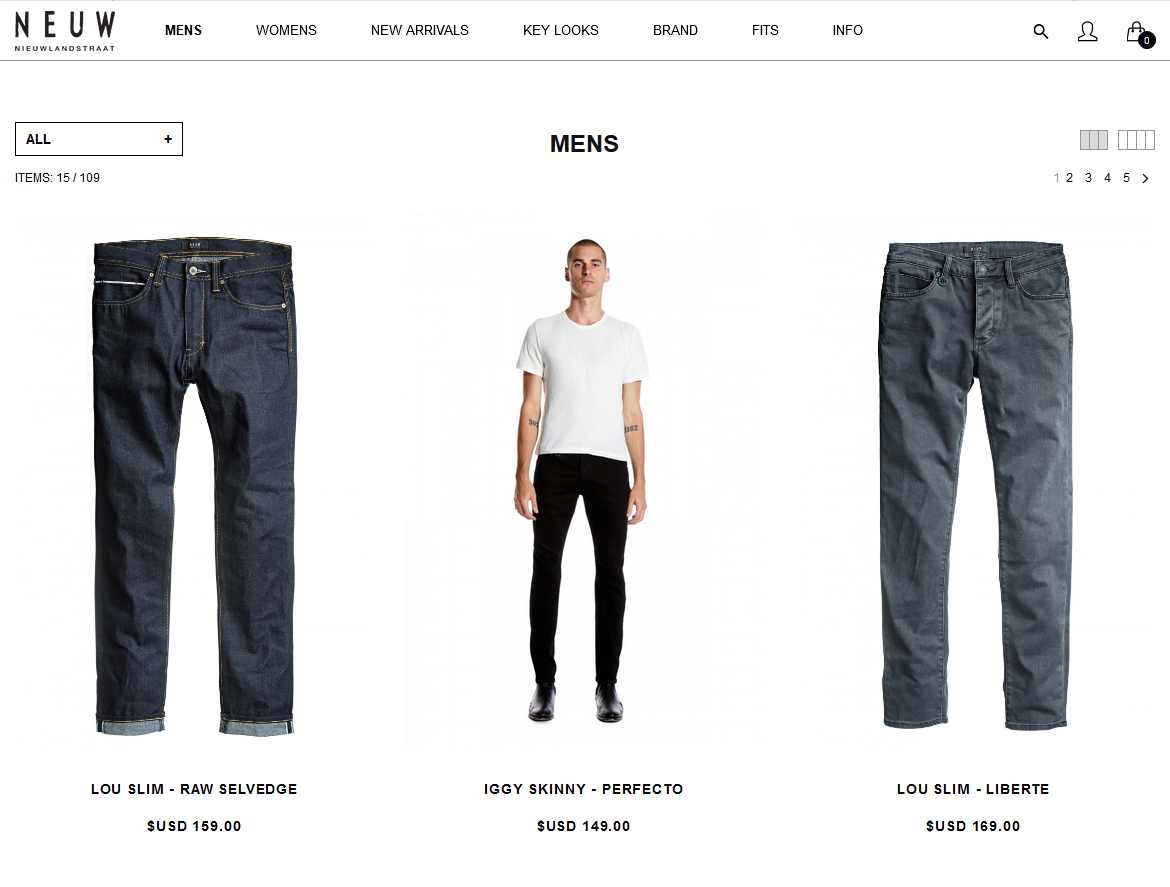 NEUW
NIEUWLANDSTRAAT
MENS WOMENS NEW ARRIVALS KEY LOOKS BRAND FITS INFO
0
ALL +
MENS
ITEMS: 15 / 109
1 2 3 4 5 >
LOU SLIM - RAW SELVEDGE
IGGY SKINNY - PERFECTO
LOU SLIM - LIBERTE
$USD 159.00
$USD 149.00
$USD 169.00